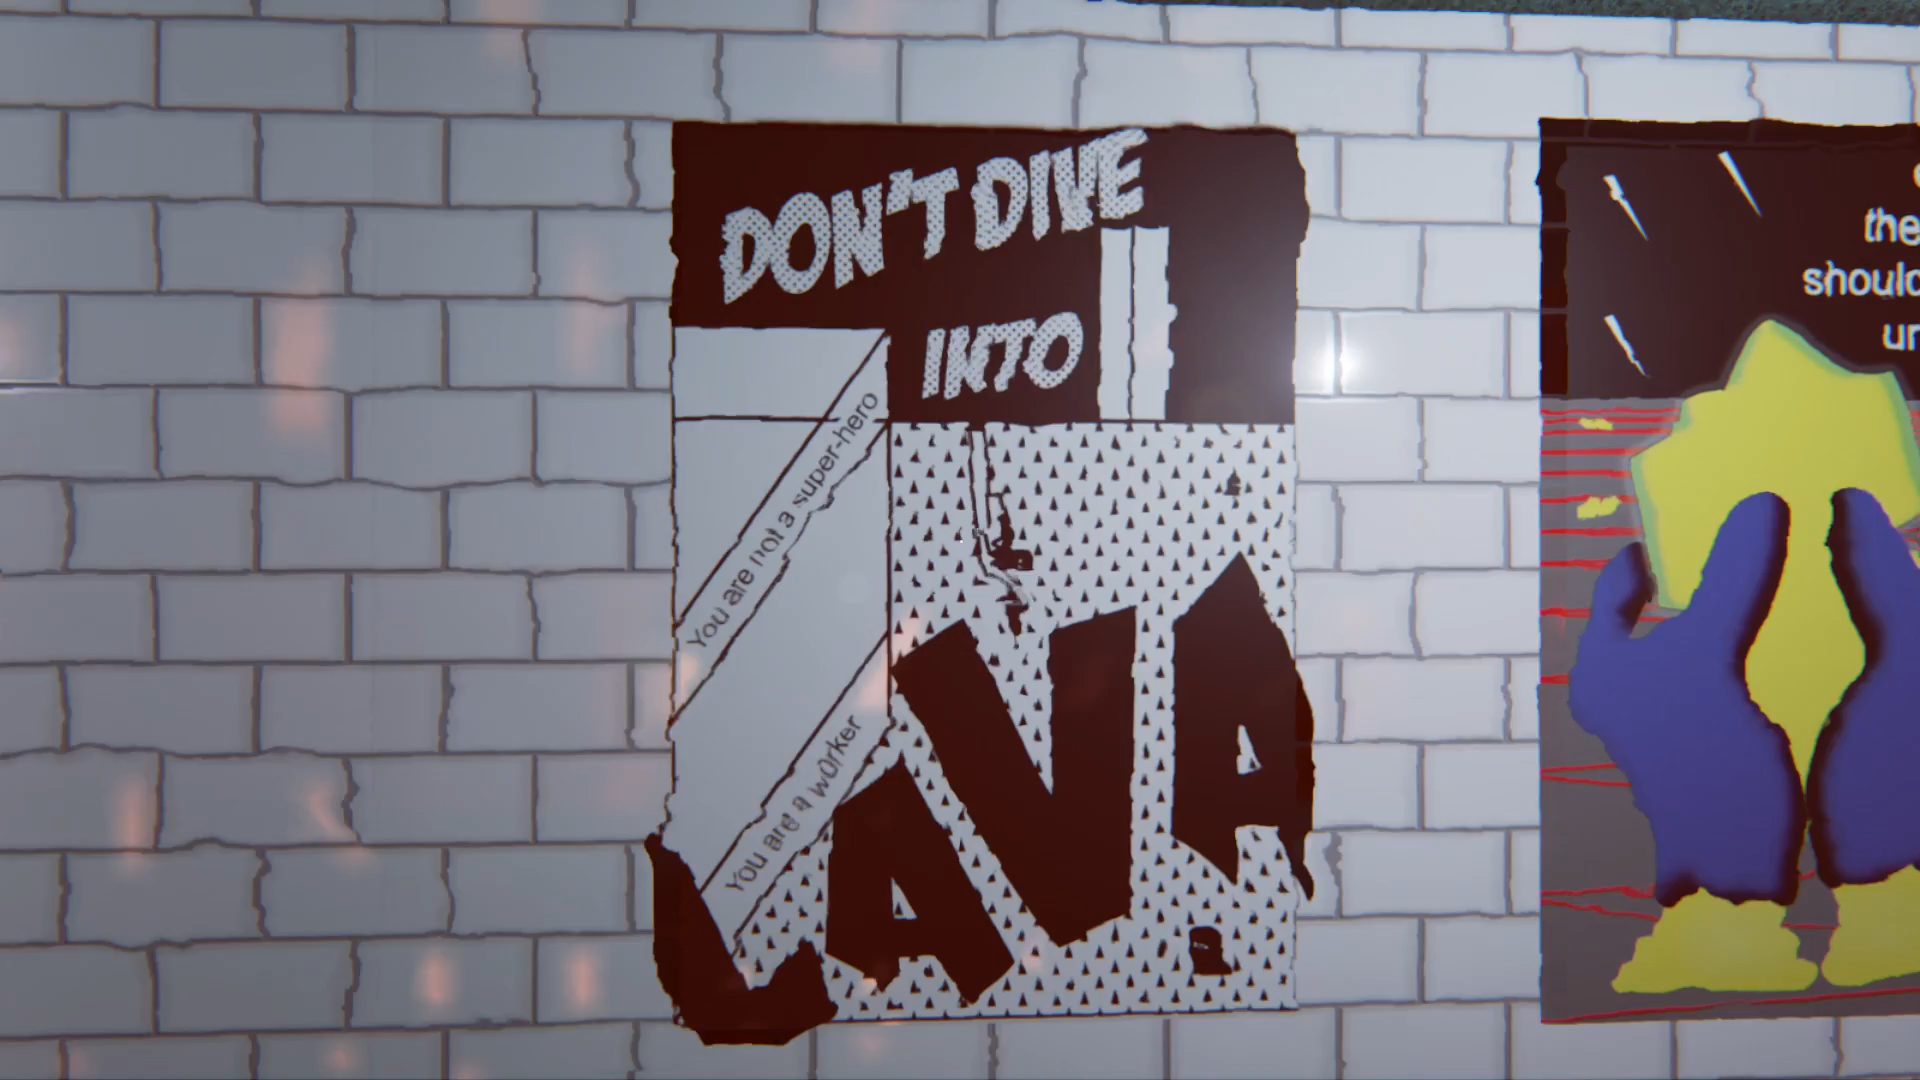 DON'T DIVE
INTO
LAVA
You are not a super-hero
You are a w0rker
the
should